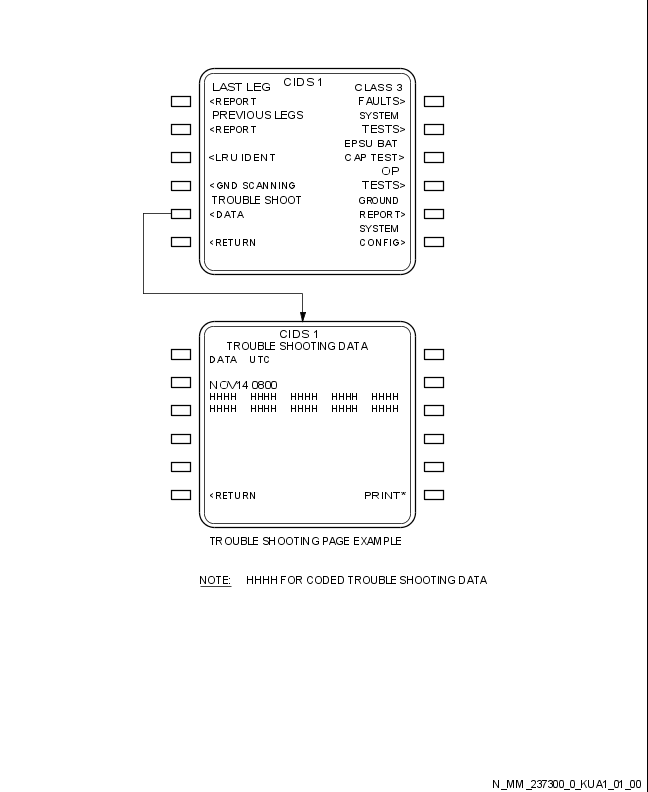 CIDS 1
LAST LEG CLASS 3
<REPORT FAULTS>
PREVIOUS LEGS SYSTEM
<REPORT TESTS>
EPSU BAT
<LRU IDENT CAP TEST>
OP
<GND SCANNING TESTS>
TROUBLE SHOOT GROUND
<DATA REPORT>
SYSTEM
<RETURN CONFIG>
CIDS 1
TROUBLE SHOOTING DATA
DATA UTC
NOV14 0800
HHHH HHHH HHHH HHHH HHHH
HHHH HHHH HHHH HHHH HHHH
<RETURN PRINT*
TROUBLE SHOOTING PAGE EXAMPLE
NOTE: HHHH FOR CODED TROUBLE SHOOTING DATA
N_MM_237300_0_KUA1_01_00